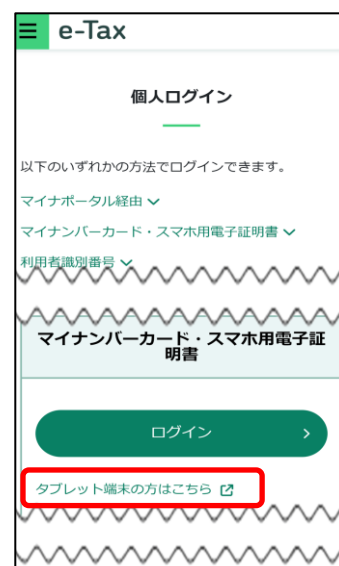 e-Tax
個人ログイン
以下のいずれかの方法でログインできます。
マイナポータル経由
マイナンバーカード・スマホ用電子証明書
利用者識別番号
マイナンバーカード・スマホ用電子証
明書
ログイン
タブレット端末の方はこちら